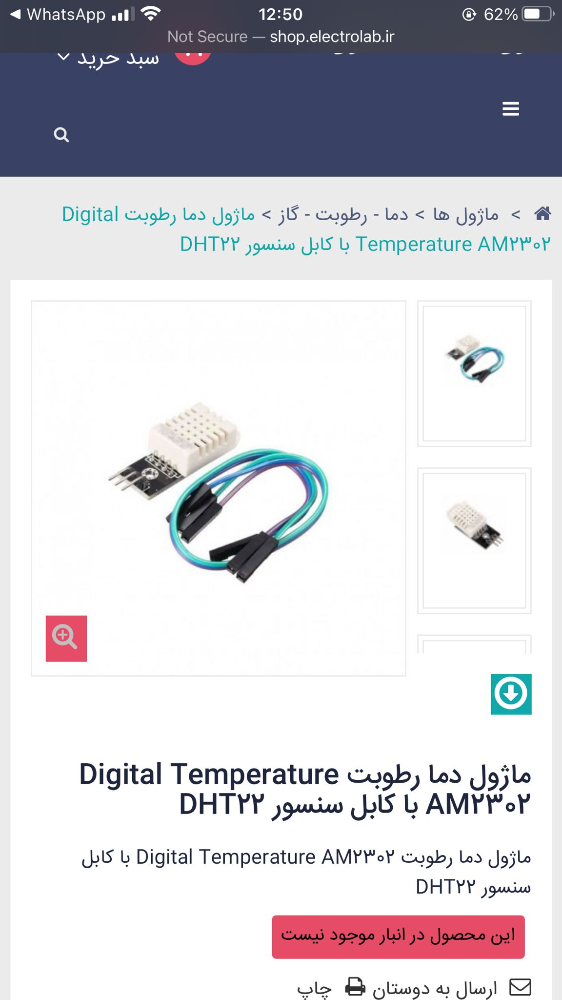 WhatsApp 12:50 62%
Not Secure — shop.electrolab.ir
سبد خرید
> ماژول ها > دما - رطوبت - گاز > ماژول دما رطوبت Digital
Temperature AM۲۳۰۲ با کابل سنسور DHT۲۲
ماژول دما رطوبت Digital Temperature
AM۲۳۰۲ با کابل سنسور DHT۲۲
ماژول دما رطوبت Digital Temperature AM۲۳۰۲ با کابل
سنسور DHT۲۲
این محصول در انبار موجود نیست
ارسال به دوستان چاپ